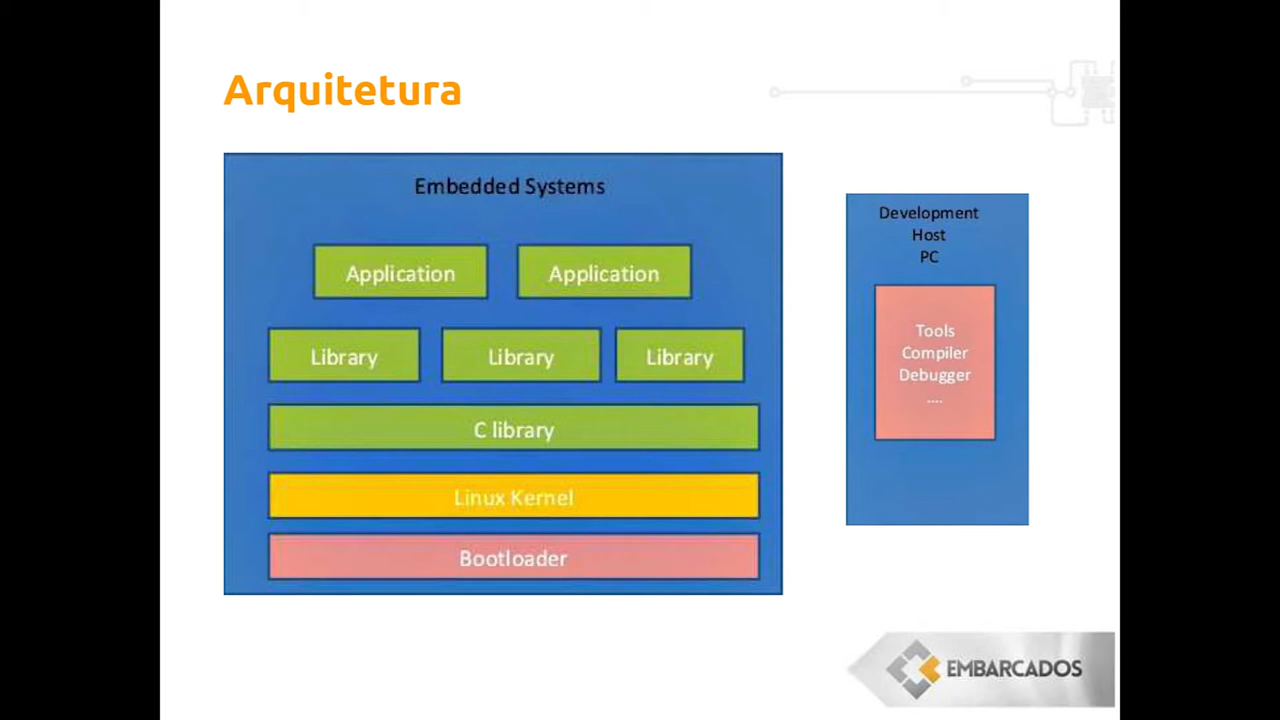 Arquitetura
Embedded Systems
Application
Application
Library
Library
Library
C library
Linux Kernel
Bootloader
Development
Host
PC
Tools
Compiler
Debugger
....
EMBARCADOS